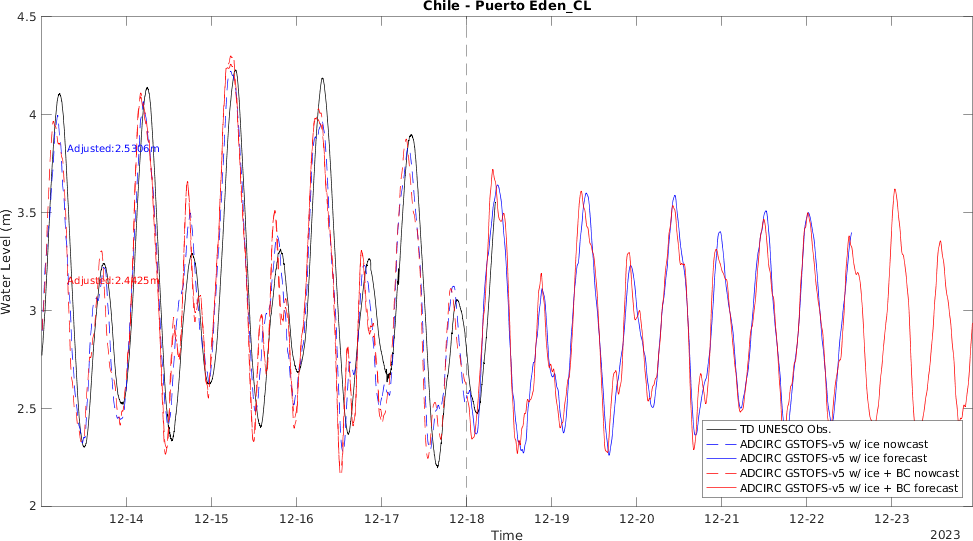 Chile - Puerto Eden_CL
4.5
4
3.5
3
2.5
2
Water Level (m)
Adjusted:2.5306m
Adjusted:2.4425m
TD UNESCO Obs.
ADCIRC GSTOFS-v5 w/ ice nowcast
ADCIRC GSTOFS-v5 w/ ice forecast
ADCIRC GSTOFS-v5 w/ ice + BC nowcast
ADCIRC GSTOFS-v5 w/ ice + BC forecast
12-14 12-15 12-16 12-17 12-18 12-19 12-20 12-21 12-22 12-23
Time
2023